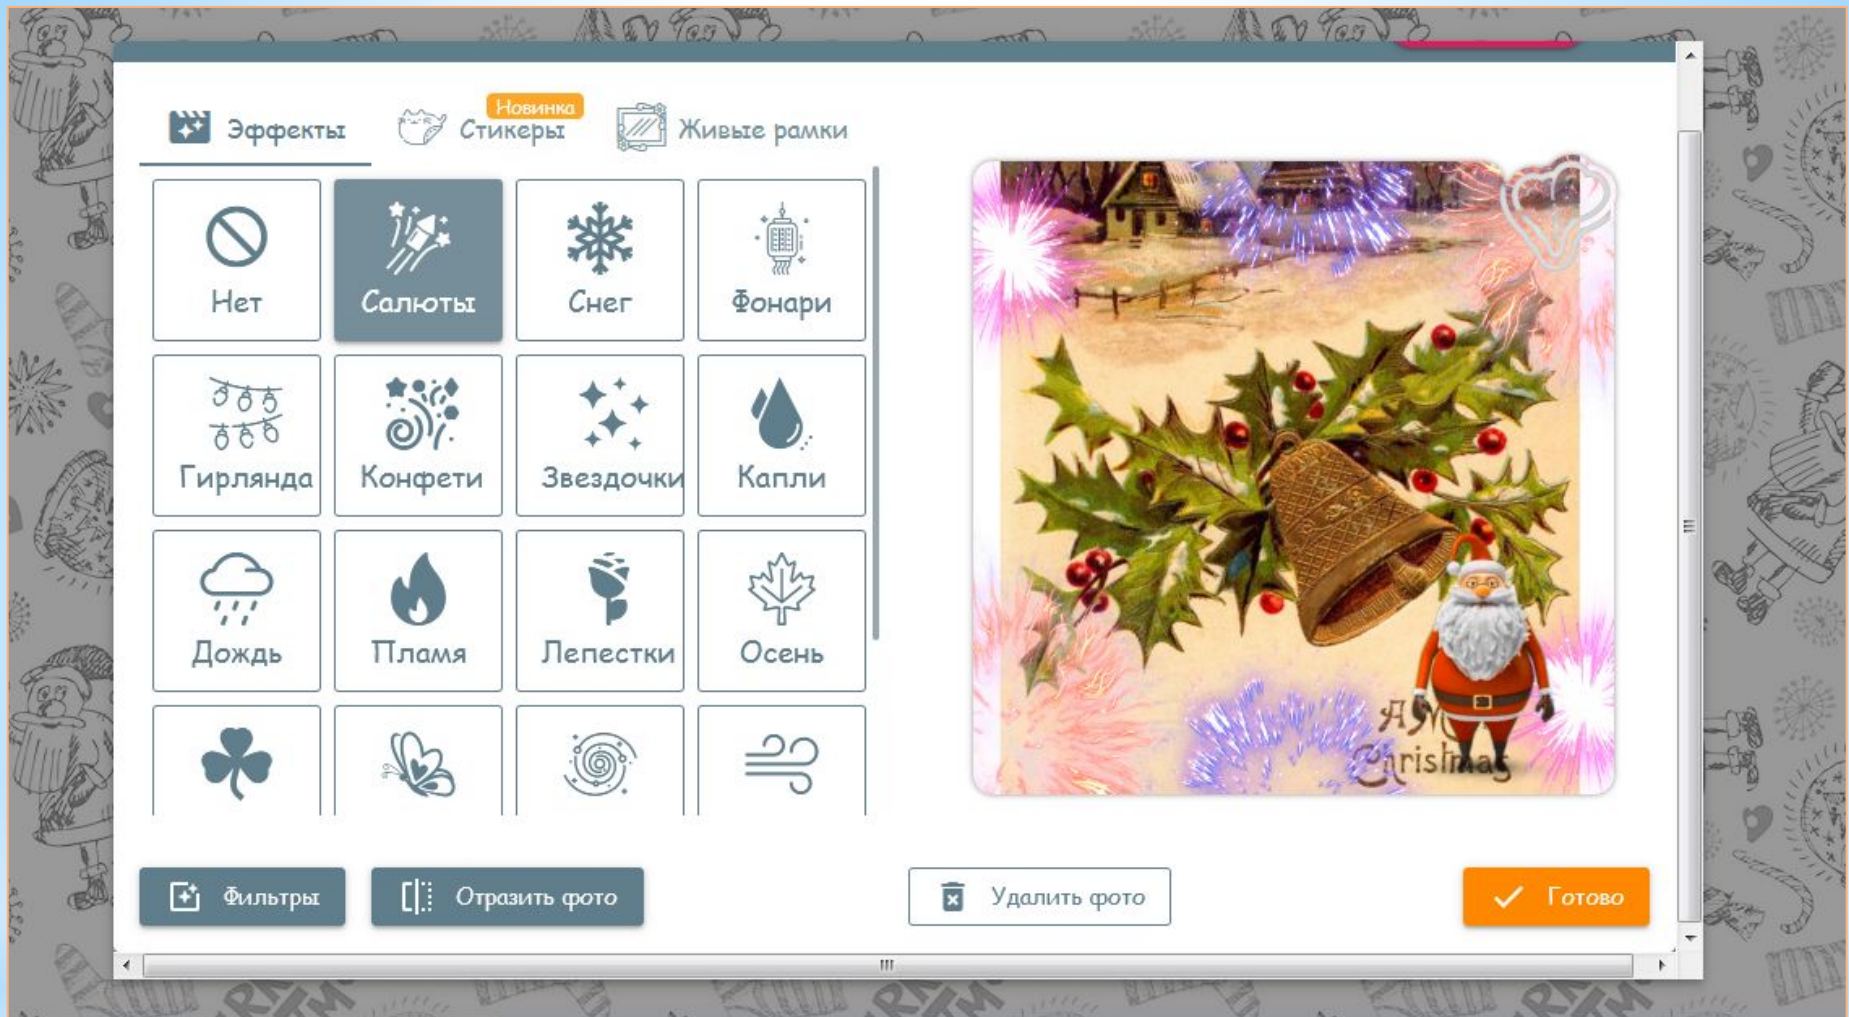 Новинка
Эффекты
Стикеры
Живые рамки
Нет
Салюты
Снег
Фонари
Гирлянда
Конфети
Звездочки
Капли
Дождь
Пламя
Лепестки
Осень
A M
Christmas
Фильтры
Отразить фото
Удалить фото
Готово